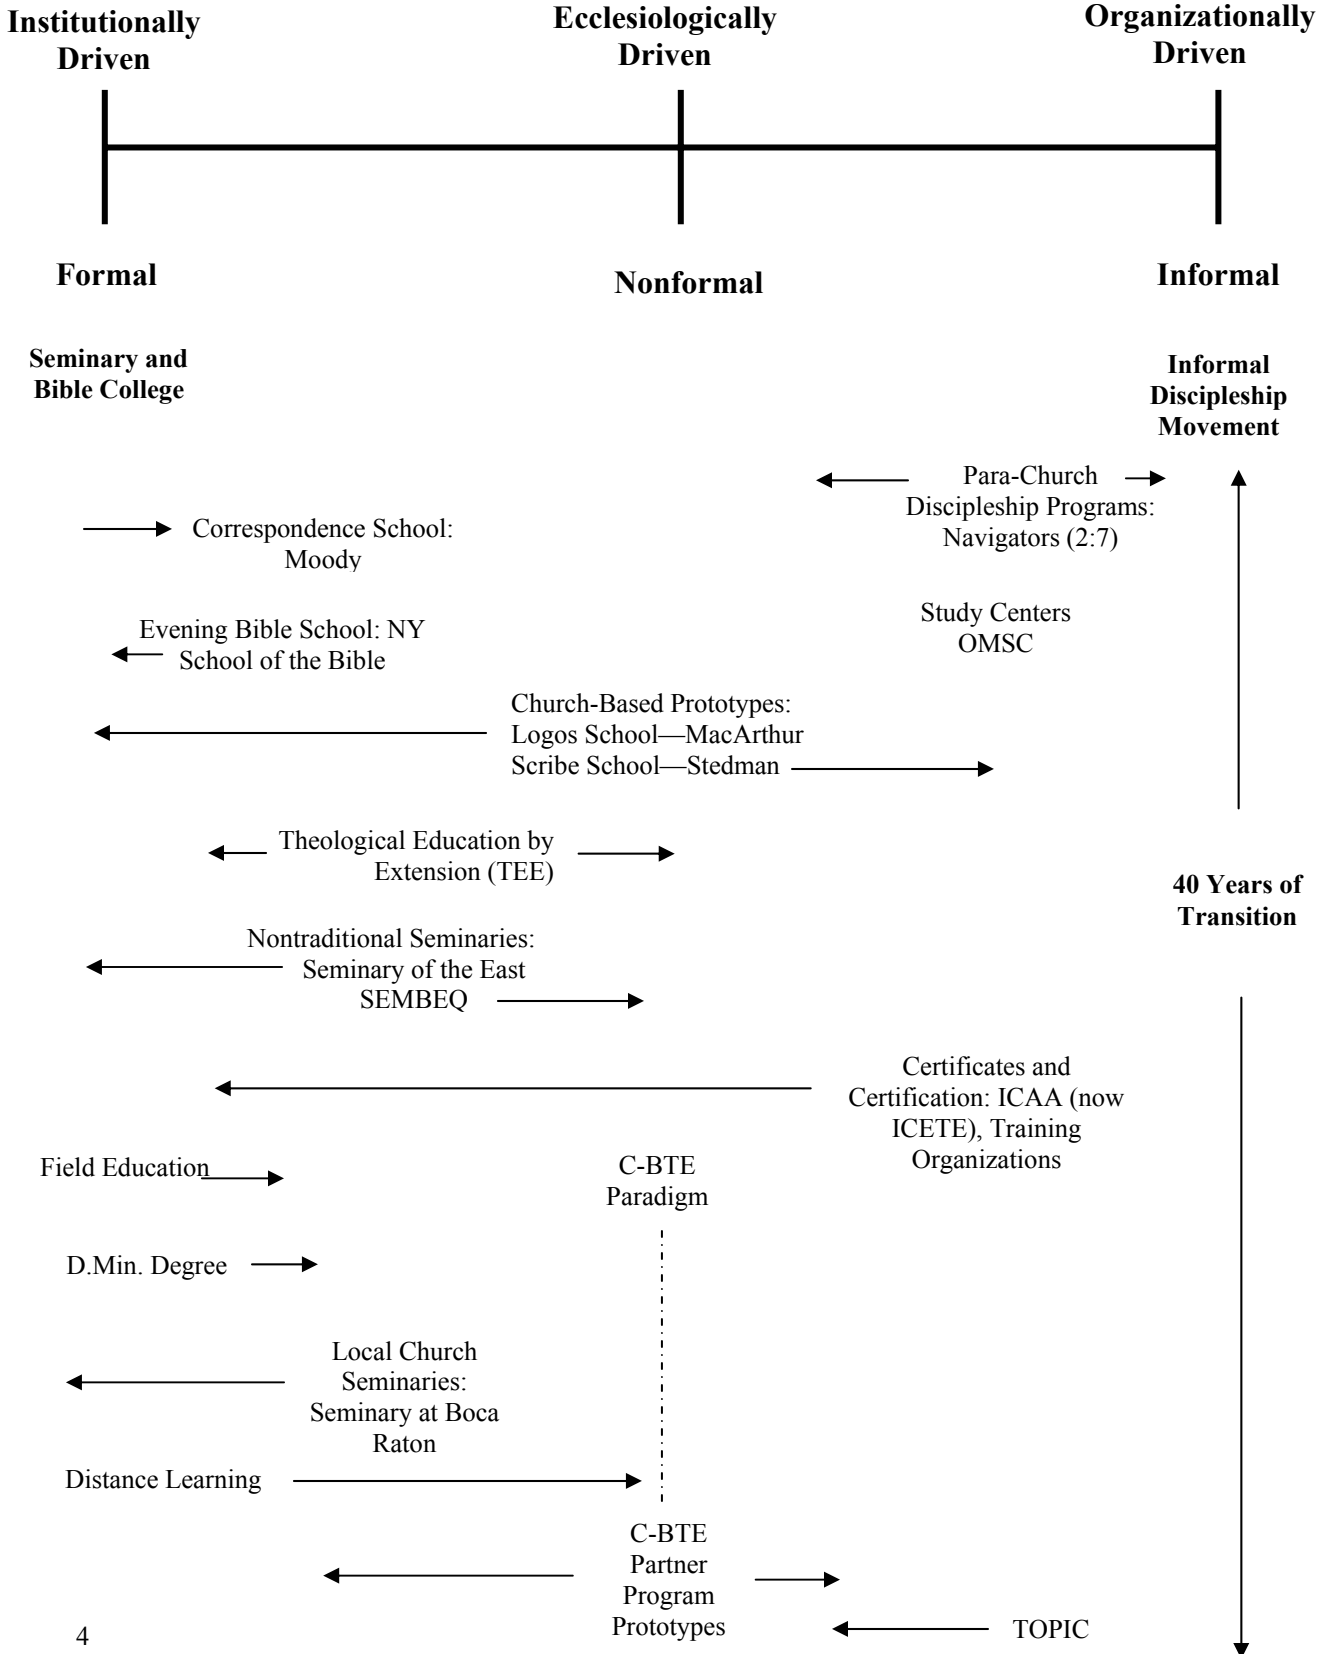 Institutionally
Driven
Ecclesiologically
Driven
Organizationally
Driven
Formal
Nonformal
Informal
Seminary and
Bible College
Informal
Discipleship
Movement
Para-Church
Discipleship Programs:
Navigators (2:7)
Correspondence School:
Moody
Study Centers
OMSC
Evening Bible School: NY
School of the Bible
Church-Based Prototypes:
Logos School—MacArthur
Scribe School—Stedman
Theological Education by
Extension (TEE)
40 Years of
Transition
Nontraditional Seminaries:
Seminary of the East
SEMBEQ
Certificates and
Certification: ICAA (now
ICETE), Training
Organizations
Field Education
C-BTE
Paradigm
D.Min. Degree
Local Church
Seminaries:
Seminary at Boca
Raton
Distance Learning
C-BTE
Partner
Program
Prototypes
TOPIC
4